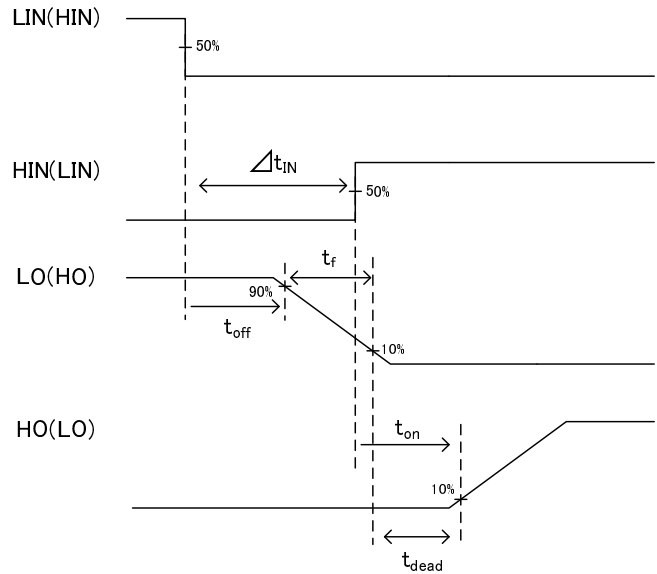 LIN(HIN)
50%
HIN(LIN)
⊿tIN
50%
LO(HO)
90%
tf
toff
10%
HO(LO)
ton
10%
tdead